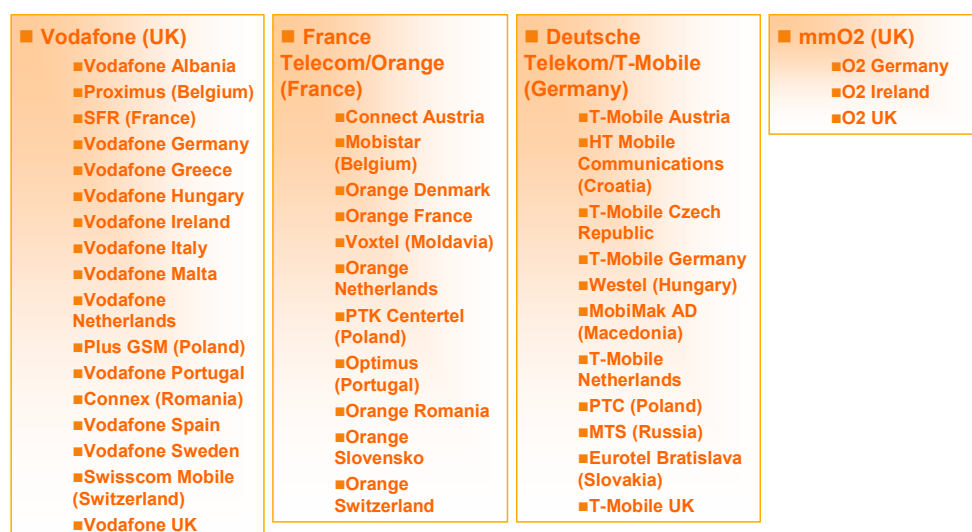 ■ Vodafone (UK)
■Vodafone Albania
■Proximus (Belgium)
■SFR (France)
■Vodafone Germany
■Vodafone Greece
■Vodafone Hungary
■Vodafone Ireland
■Vodafone Italy
■Vodafone Malta
■Vodafone
Netherlands
■Plus GSM (Poland)
■Vodafone Portugal
■Connex (Romania)
■Vodafone Spain
■Vodafone Sweden
■Swisscom Mobile
(Switzerland)
■Vodafone UK
■ France
Telecom/Orange
(France)
■Connect Austria
■Mobistar
(Belgium)
■Orange Denmark
■Orange France
■Voxtel (Moldavia)
■Orange
Netherlands
■PTK Centertel
(Poland)
■Optimus
(Portugal)
■Orange Romania
■Orange
Slovensko
■Orange
Switzerland
■ Deutsche
Telekom/T-Mobile
(Germany)
■T-Mobile Austria
■HT Mobile
Communications
(Croatia)
■T-Mobile Czech
Republic
■T-Mobile Germany
■Westel (Hungary)
■MobiMak AD
(Macedonia)
■T-Mobile
Netherlands
■PTC (Poland)
■MTS (Russia)
■Eurotel Bratislava
(Slovakia)
■T-Mobile UK
■ mmO2 (UK)
■O2 Germany
■O2 Ireland
■O2 UK